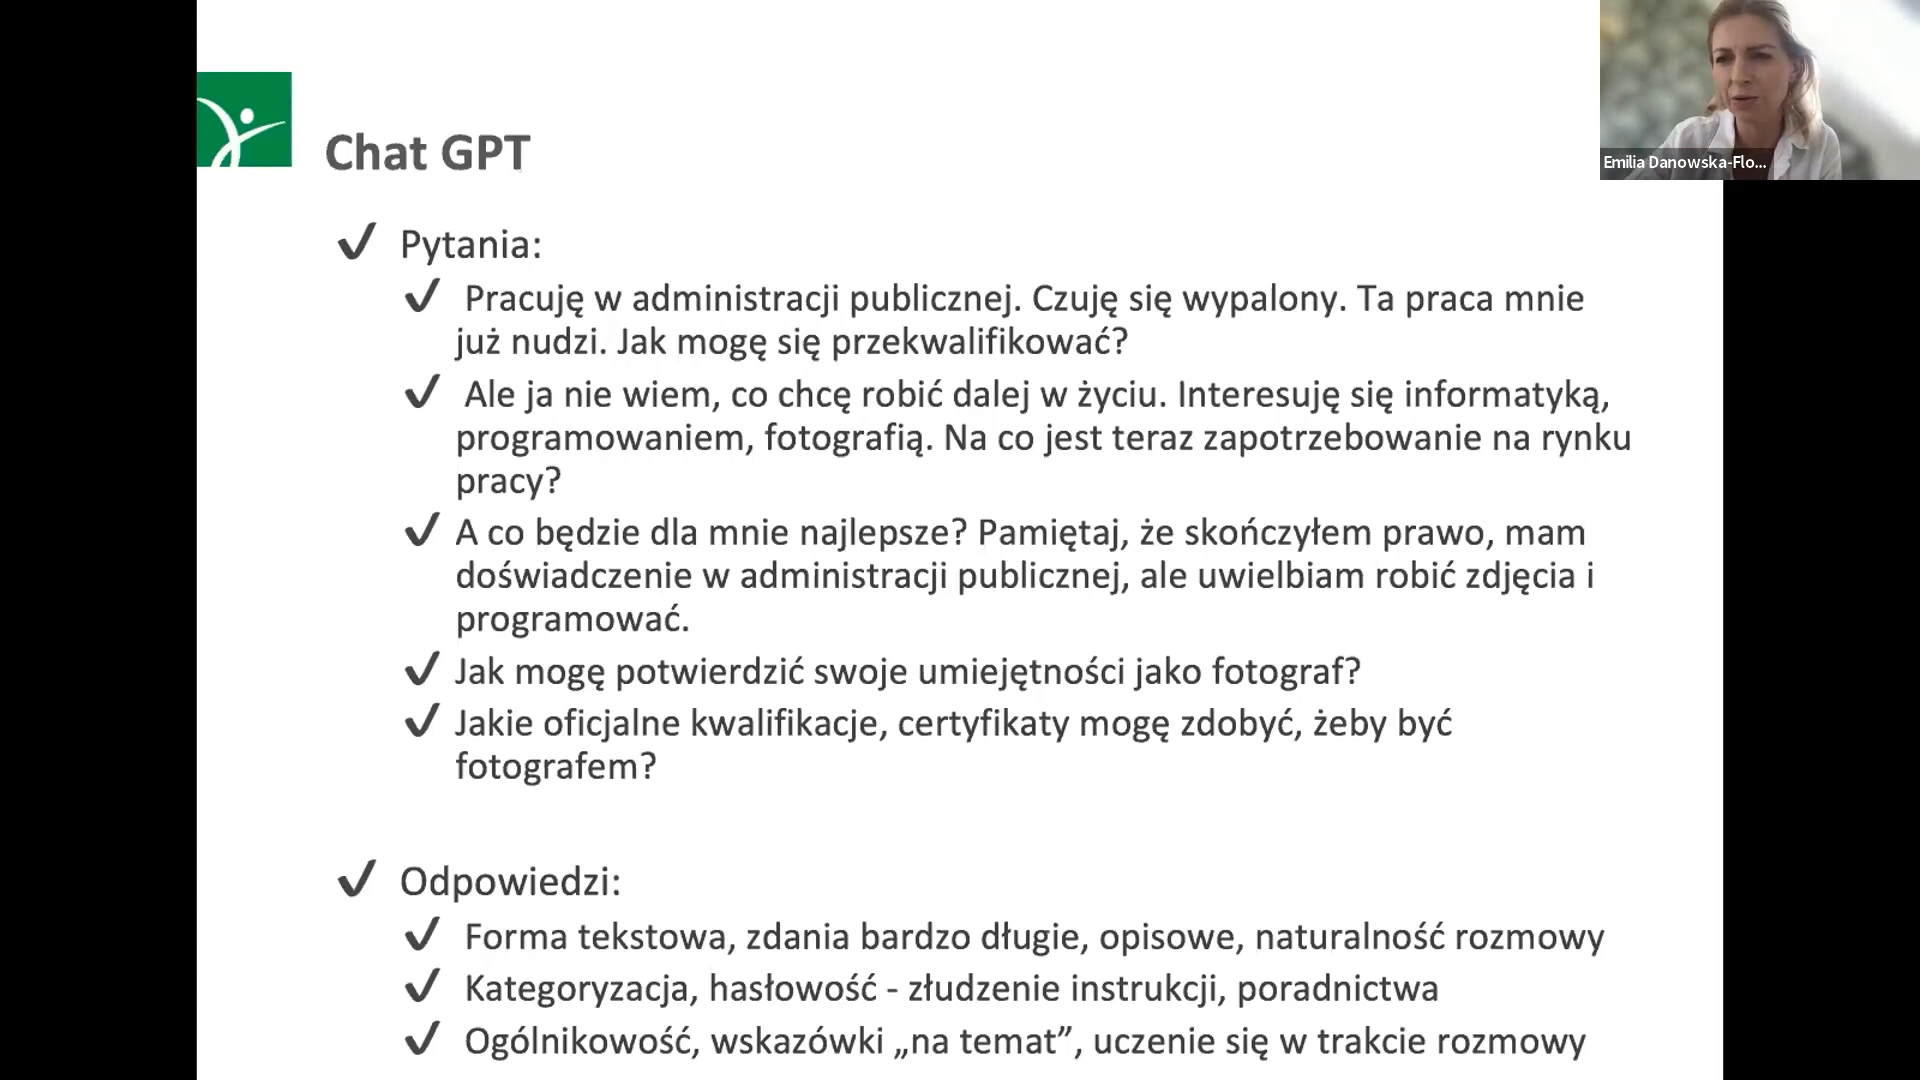 Emilia Danowska-Flo...
Chat GPT
✔ Pytania:
✔ Pracuję w administracji publicznej. Czuję się wypalony. Ta praca mnie
już nudzi. Jak mogę się przekwalifikować?
✔ Ale ja nie wiem, co chcę robić dalej w życiu. Interesuję się informatyką,
programowaniem, fotografią. Na co jest teraz zapotrzebowanie na rynku
pracy?
✔ A co będzie dla mnie najlepsze? Pamiętaj, że skończyłem prawo, mam
doświadczenie w administracji publicznej, ale uwielbiam robić zdjęcia i
programować.
✔ Jak mogę potwierdzić swoje umiejętności jako fotograf?
✔ Jakie oficjalne kwalifikacje, certyfikaty mogę zdobyć, żeby być
fotografem?
✔ Odpowiedzi:
✔ Forma tekstowa, zdania bardzo długie, opisowe, naturalność rozmowy
✔ Kategoryzacja, hasłowość - złudzenie instrukcji, poradnictwa
✔ Ogólnikowość, wskazówki „na temat”, uczenie się w trakcie rozmowy